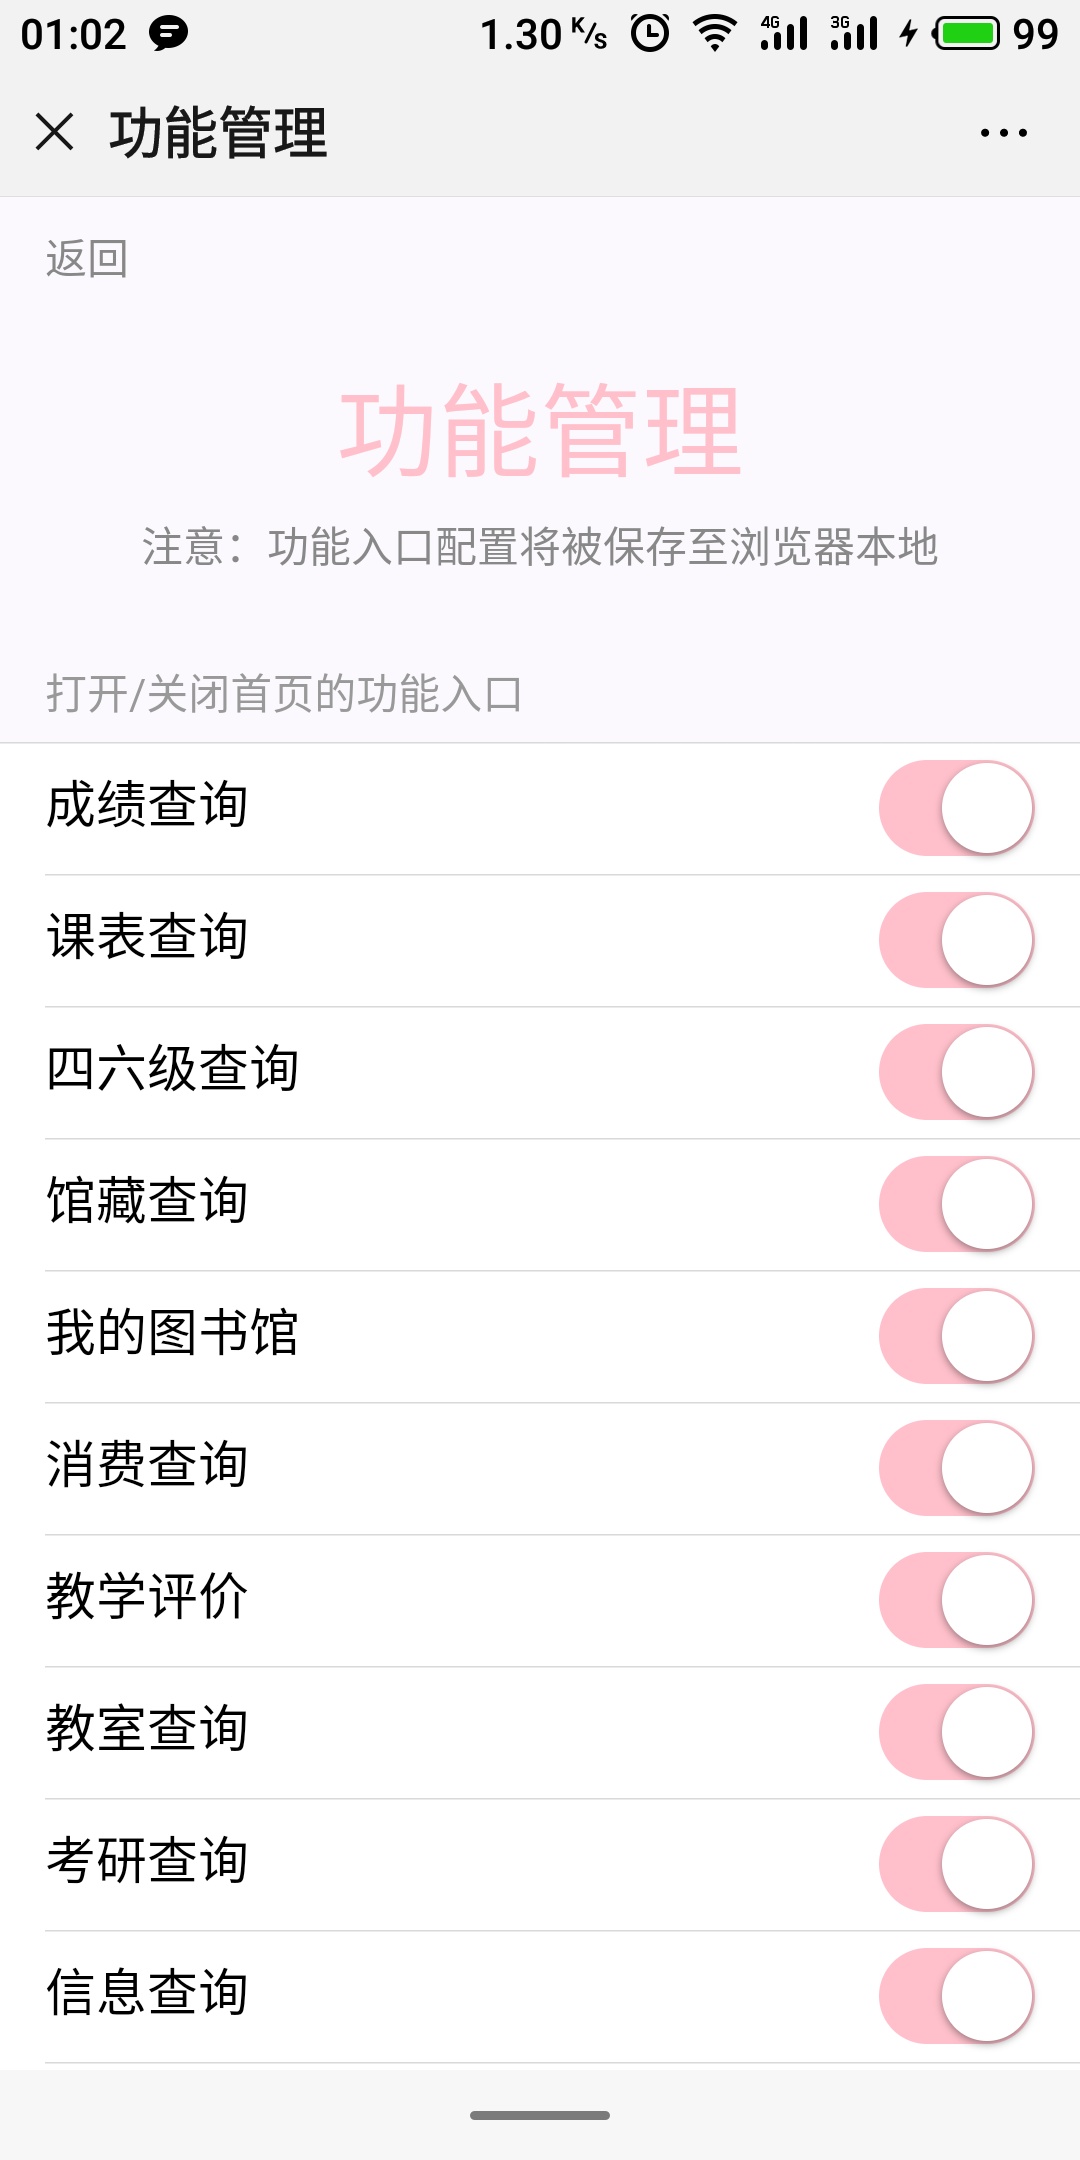 01:02 1.30 K/s 4G 3G 99
功能管理
返回
功能管理
注意：功能入口配置将被保存至浏览器本地
打开/关闭首页的功能入口
成绩查询
课表查询
四六级查询
馆藏查询
我的图书馆
消费查询
教学评价
教室查询
考研查询
信息查询